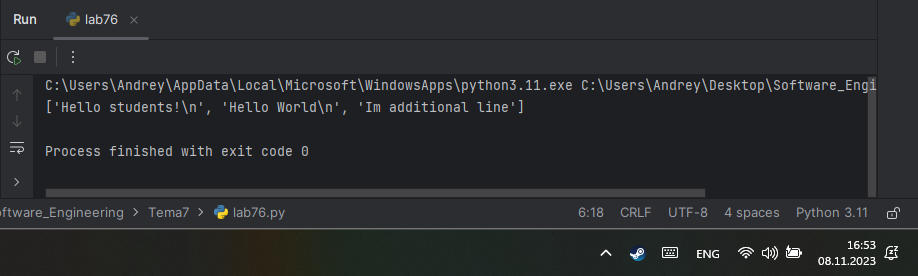 Run lab76 ×
C:\Users\Andrey\AppData\Local\Microsoft\WindowsApps\python3.11.exe C:\Users\Andrey\Desktop\Software_Engi
['Hello students!\n', 'Hello World\n', 'Im additional line']
Process finished with exit code 0
oftware_Engineering > Tema7 > lab76.py 6:18 CRLF UTF-8 4 spaces Python 3.11
ENG 16:53
08.11.2023